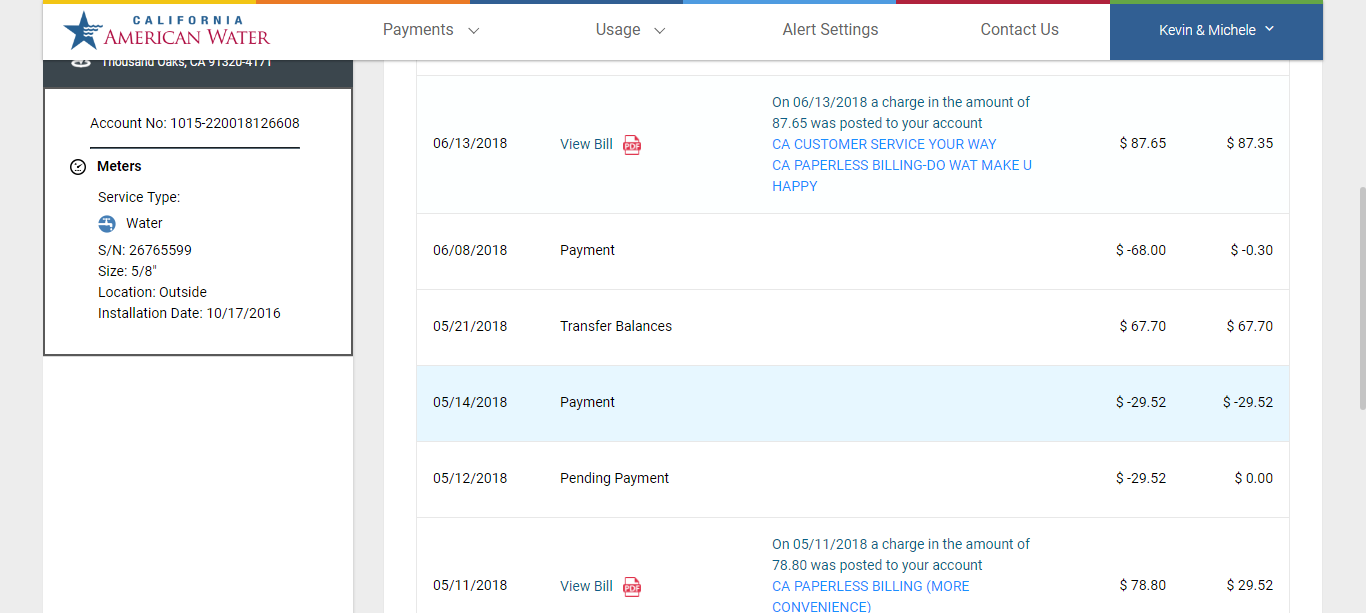 CALIFORNIA
AMERICAN WATER
Payments
Usage
Alert Settings
Contact Us
Kevin & Michele
Thousand Oaks, CA 91320-4171
Account No: 1015-220018126608
Meters
Service Type:
Water
S/N: 26765599
Size: 5/8"
Location: Outside
Installation Date: 10/17/2016
On 06/13/2018 a charge in the amount of
87.65 was posted to your account
06/13/2018 View Bill PDF CA CUSTOMER SERVICE YOUR WAY $ 87.65 $ 87.35
CA PAPERLESS BILLING-DO WAT MAKE U
HAPPY
06/08/2018 Payment $ -68.00 $ -0.30
05/21/2018 Transfer Balances $ 67.70 $ 67.70
05/14/2018 Payment $ -29.52 $ -29.52
05/12/2018 Pending Payment $ -29.52 $ 0.00
On 05/11/2018 a charge in the amount of
78.80 was posted to your account
05/11/2018 View Bill PDF CA PAPERLESS BILLING (MORE $ 78.80 $ 29.52
CONVENIENCE)